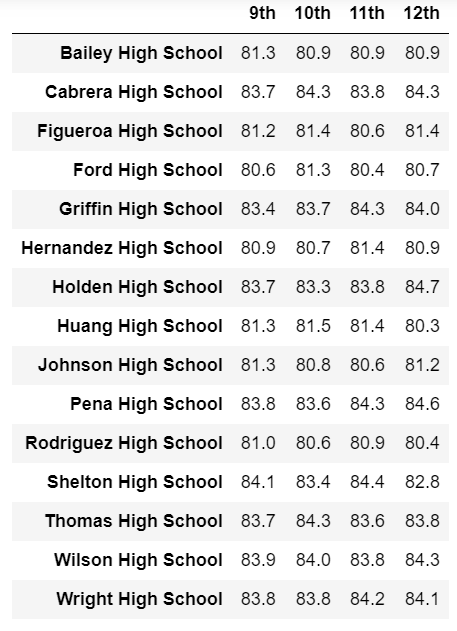 9th 10th 11th 12th
Bailey High School 81.3 80.9 80.9 80.9
Cabrera High School 83.7 84.3 83.8 84.3
Figueroa High School 81.2 81.4 80.6 81.4
Ford High School 80.6 81.3 80.4 80.7
Griffin High School 83.4 83.7 84.3 84.0
Hernandez High School 80.9 80.7 81.4 80.9
Holden High School 83.7 83.3 83.8 84.7
Huang High School 81.3 81.5 81.4 80.3
Johnson High School 81.3 80.8 80.6 81.2
Pena High School 83.8 83.6 84.3 84.6
Rodriguez High School 81.0 80.6 80.9 80.4
Shelton High School 84.1 83.4 84.4 82.8
Thomas High School 83.7 84.3 83.6 83.8
Wilson High School 83.9 84.0 83.8 84.3
Wright High School 83.8 83.8 84.2 84.1